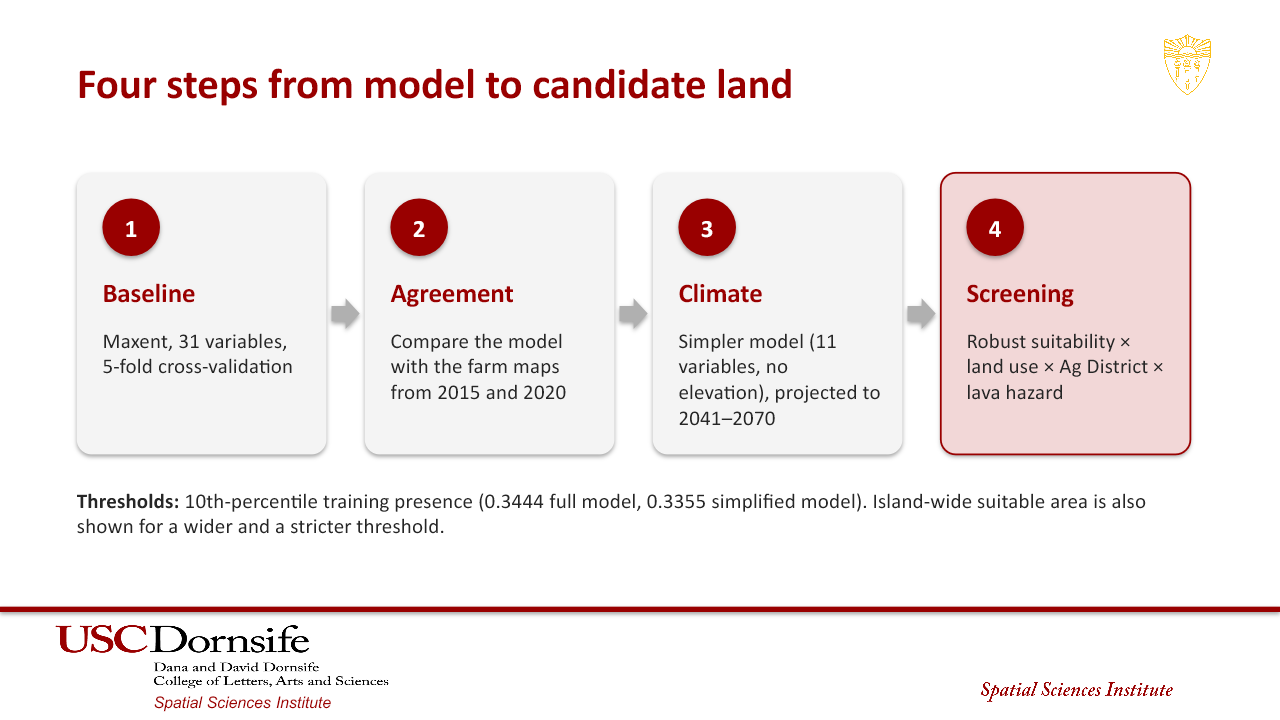 Four steps from model to candidate land
1
Baseline
Maxent, 31 variables,
5-fold cross-validation
2
Agreement
Compare the model
with the farm maps
from 2015 and 2020
3
Climate
Simpler model (11
variables, no
elevation), projected to
2041–2070
4
Screening
Robust suitability ×
land use × Ag District ×
lava hazard
Thresholds: 10th-percentile training presence (0.3444 full model, 0.3355 simplified model). Island-wide suitable area is also
shown for a wider and a stricter threshold.
USCDornsife
Dana and David Dornsife
College of Letters, Arts and Sciences
Spatial Sciences Institute
Spatial Sciences Institute